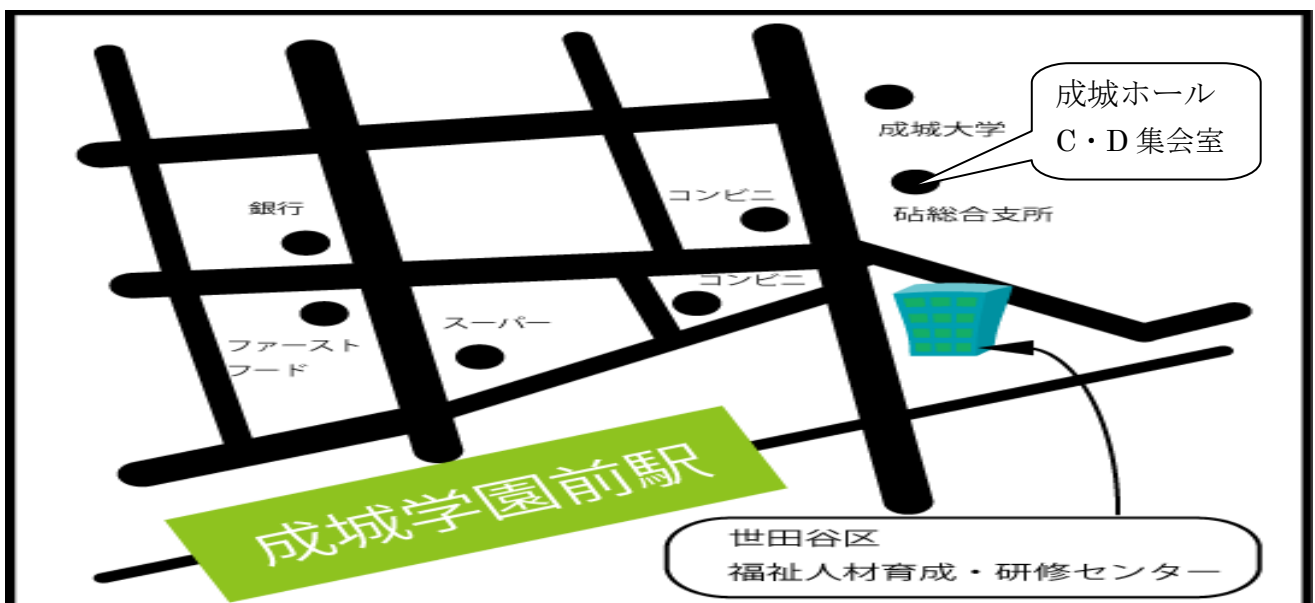 成城ホール
C・D 集会室
成城大学
砧総合支所
コンビニ
銀行
コンビニ
スーパー
ファースト
フード
成城学園前駅
世田谷区
福祉人材育成・研修センター